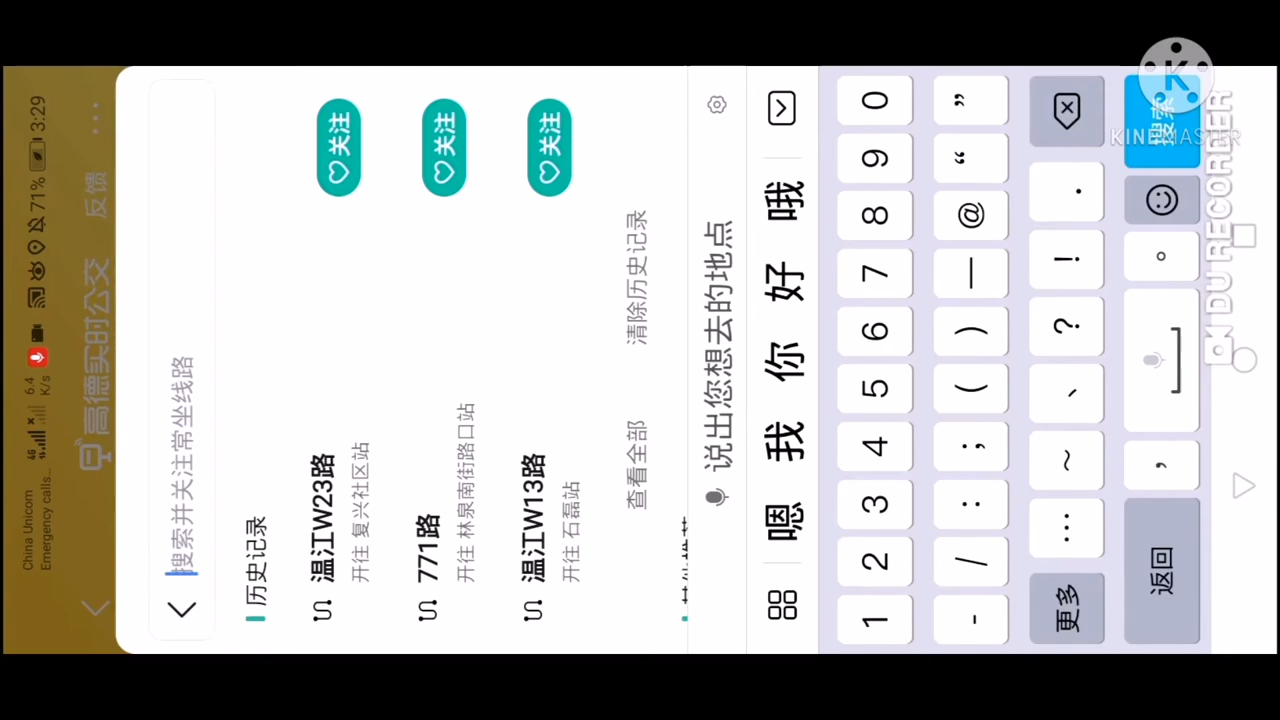 China Unicom
Emergency calls...
4G
6.4
K/s
71%
3:29
高德实时公交
反馈
...
搜索并关注常坐线路
历史记录
温江W23路
开往 复兴社区站
关注
771路
开往 林泉南街路口站
关注
温江W13路
开往 石磊站
关注
查看全部
清除历史记录
说出您想去的地点
嗯 我 你 好 哦
1 2 3 4 5 6 7 8 9 0
- / : ; ( ) — @ “ ”
更多 … ~ 、 ? ! .
返回 , 。 搜索
KINEMASTER
DU RECORDER